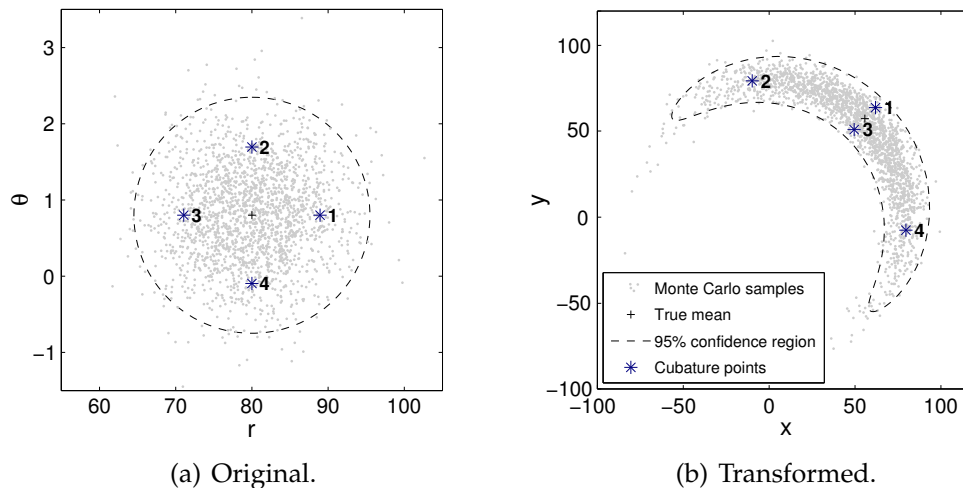 3
2
1
0
−1
θ
2
3
1
4
60
70
80
90
100
r
(a) Original.
100
50
0
−50
−100
y
2
1
3
4
Monte Carlo samples
True mean
95% confidence region
Cubature points
−100
−50
0
50
100
x
(b) Transformed.